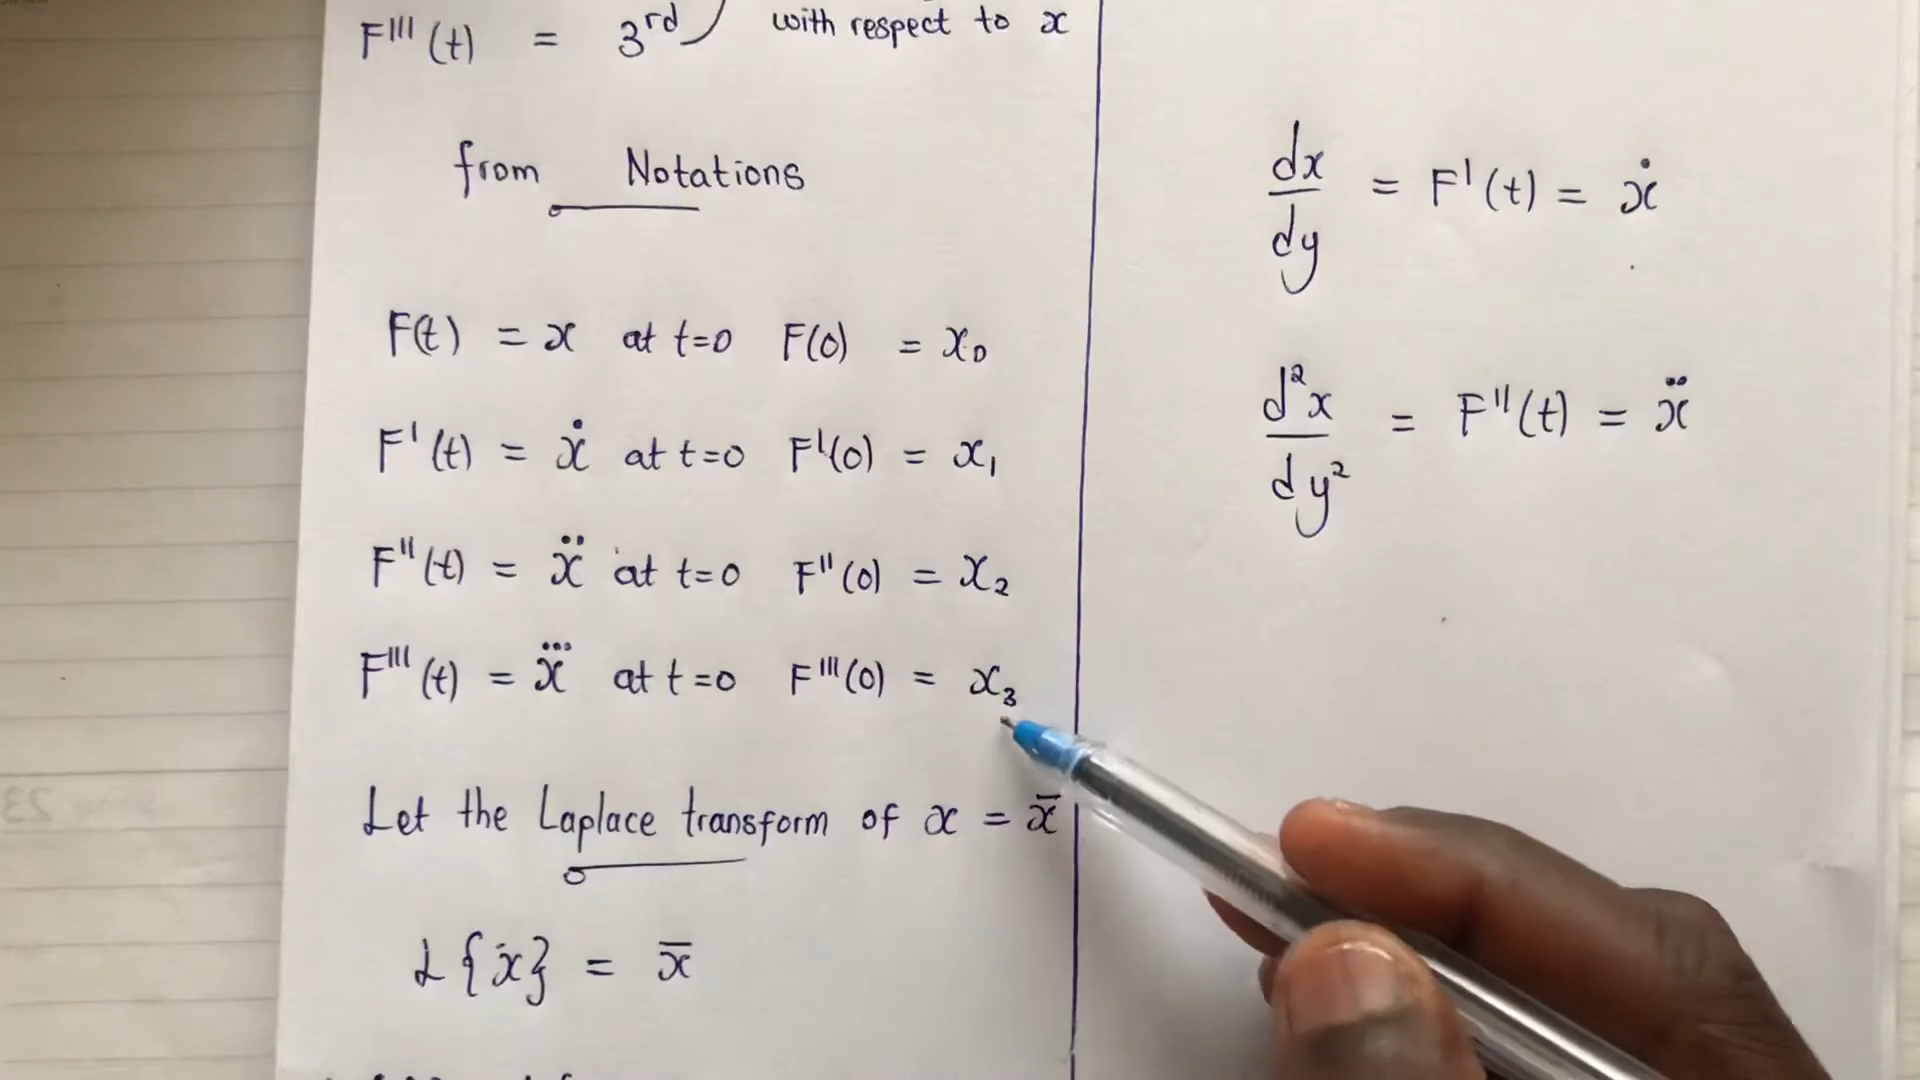 F'''(t) = 3rd with respect to x
from Notations
F(t) = x at t=0 F(0) = x₀
F'(t) = ẋ at t=0 F'(0) = x₁
F''(t) = ẍ at t=0 F''(0) = x₂
F'''(t) = x⃛ at t=0 F'''(0) = x₃
Let the Laplace transform of x = x̄
ℒ{x} = x̄
dx/dy = F'(t) = ẋ
d²x/dy² = F''(t) = ẍ